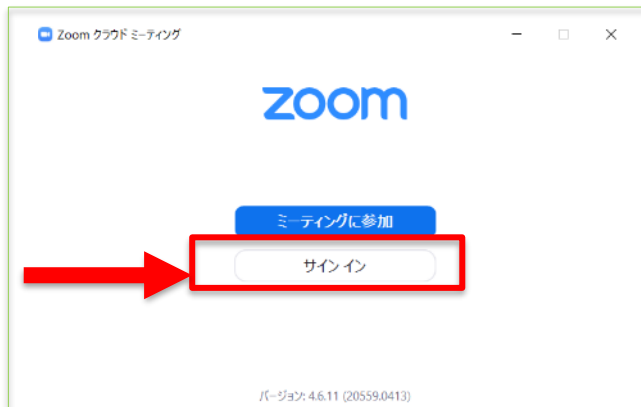 Zoom クラウド ミーティング
zoom
ミーティングに参加
サイン イン
バージョン: 4.6.11 (20559.0413)